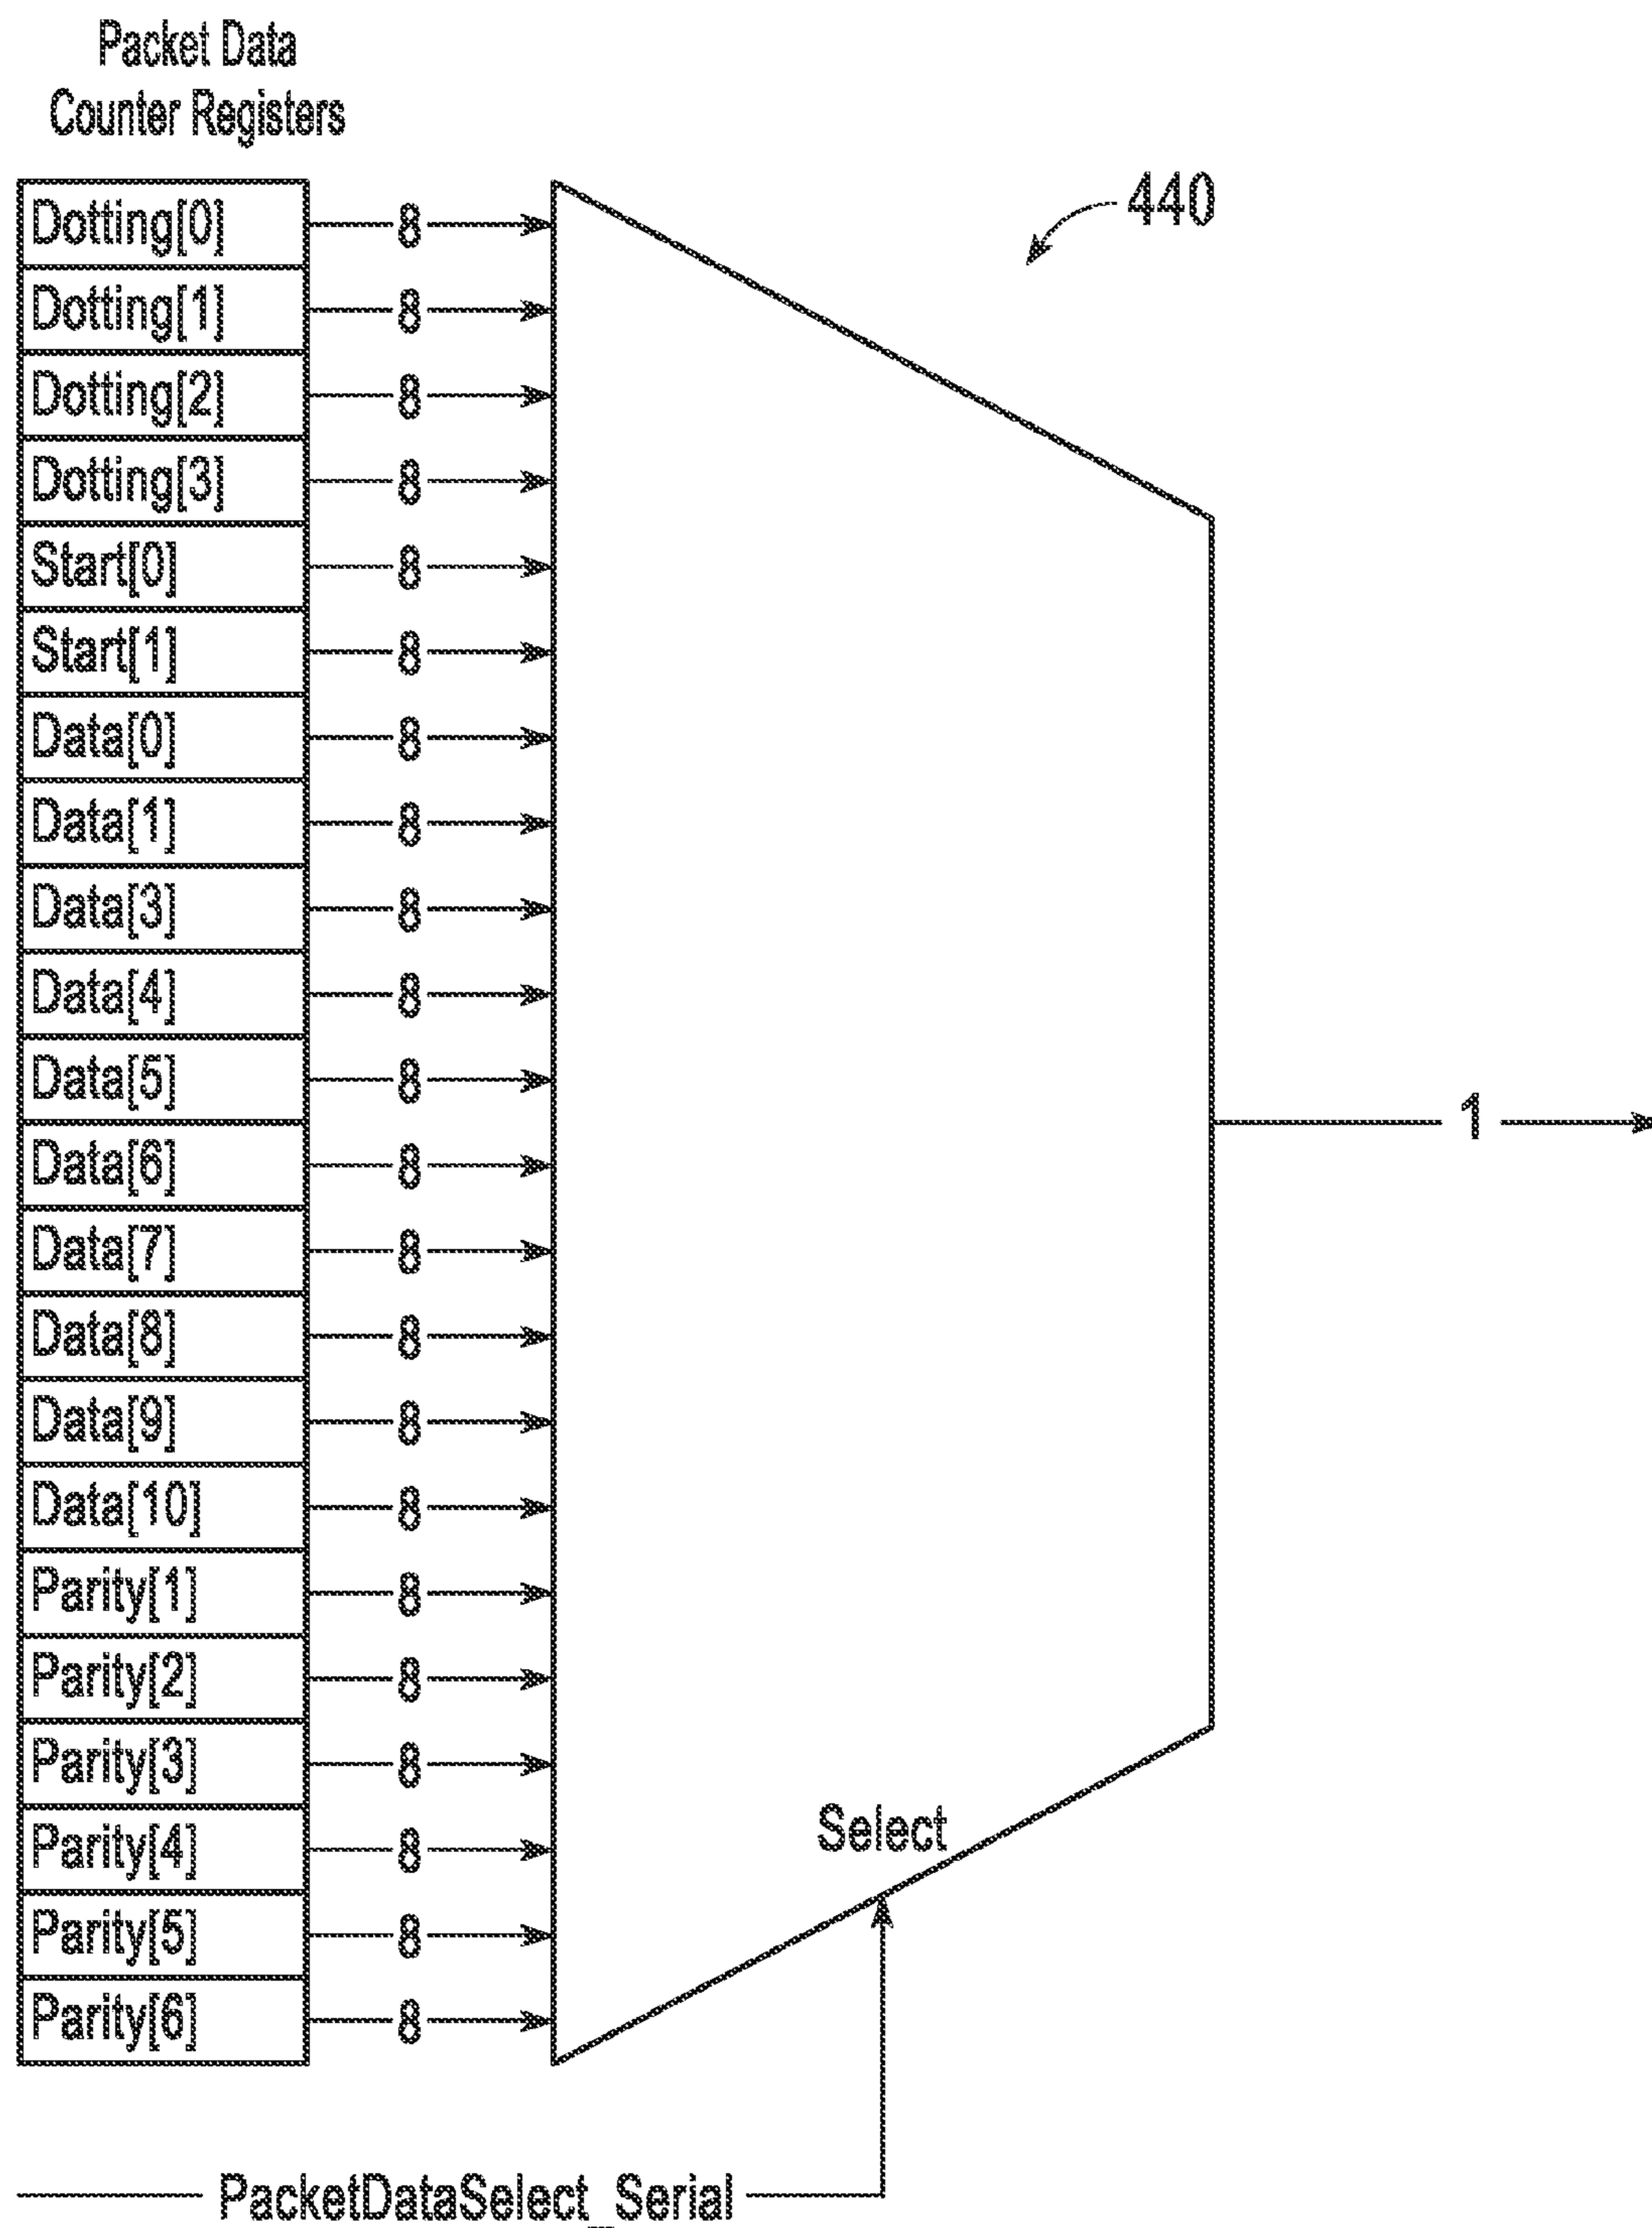 Packet Data
Counter Registers
440
Dotting[0] 8
Dotting[1] 8
Dotting[2] 8
Dotting[3] 8
Start[0] 8
Start[1] 8
Data[0] 8
Data[1] 8
Data[3] 8
Data[4] 8
Data[5] 8
1
Data[6] 8
Data[7] 8
Data[8] 8
Data[9] 8
Data[10] 8
Parity[1] 8
Parity[2] 8
Parity[3] 8
Select
Parity[4] 8
Parity[5] 8
Parity[6] 8
PacketDataSelect_Serial